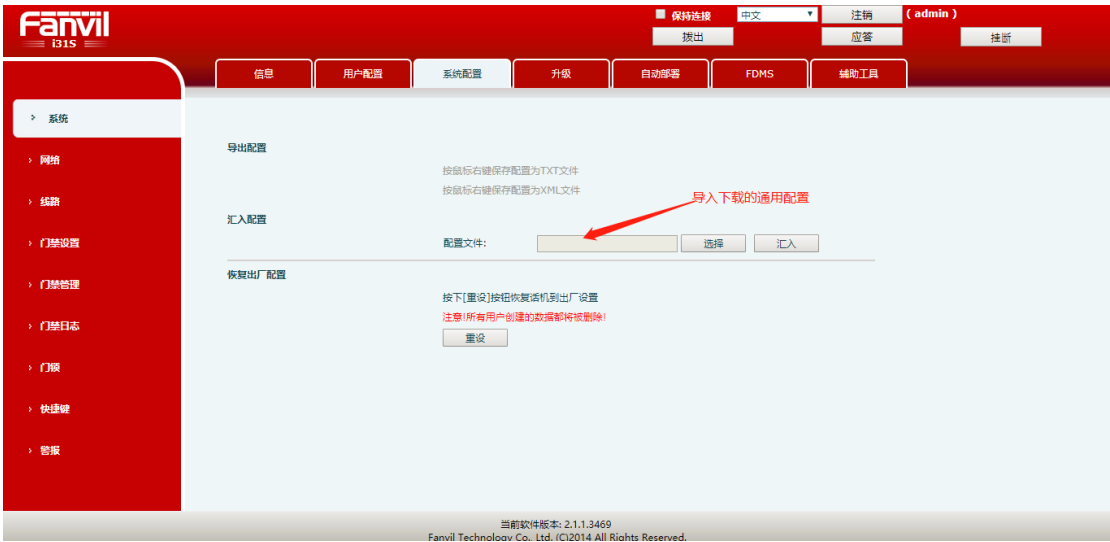 Fanvil
i31S
保持连接 中文 注销 ( admin )
拨出 应答 挂断
信息 用户配置 系统配置 升级 自动部署 FDMS 辅助工具
› 系统
› 网络
› 线路
› 门禁设置
› 门禁管理
› 门禁日志
› 门锁
› 快捷键
› 警报
导出配置
按鼠标右键保存配置为TXT文件
按鼠标右键保存配置为XML文件
导入下载的通用配置
汇入配置
配置文件: 选择 汇入
恢复出厂配置
按下[重设]按钮恢复话机到出厂设置
注意!所有用户创建的数据都将被删除!
重设
当前软件版本: 2.1.1.3469
Fanvil Technology Co., Ltd. (C)2014 All Rights Reserved.